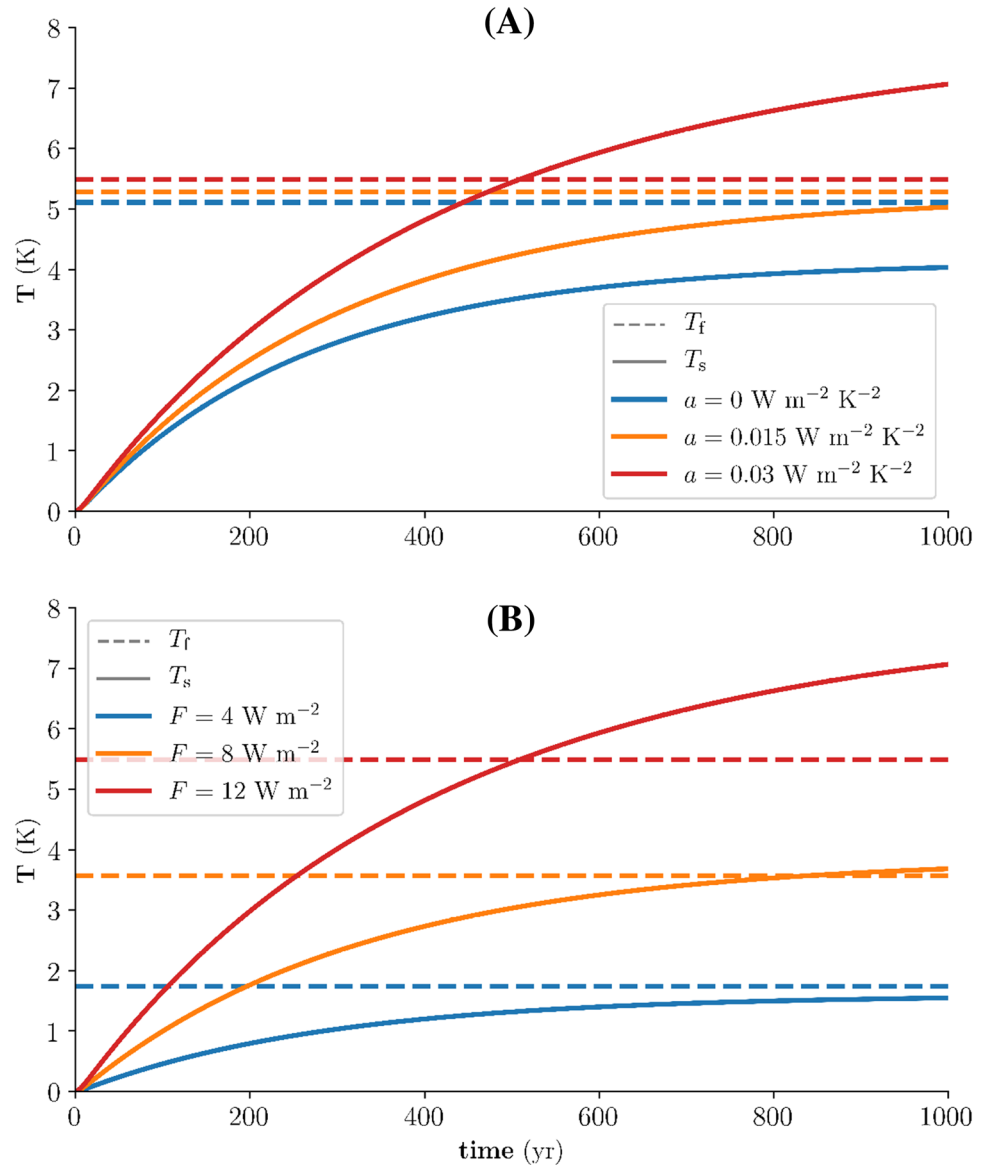 (A)
8
7
6
5
4
3
2
1
0
T (K)
T_f
T_s
a = 0 W m⁻² K⁻²
a = 0.015 W m⁻² K⁻²
a = 0.03 W m⁻² K⁻²
0 200 400 600 800 1000
(B)
8
7
6
5
4
3
2
1
0
T (K)
T_f
T_s
F = 4 W m⁻²
F = 8 W m⁻²
F = 12 W m⁻²
0 200 400 600 800 1000
time (yr)